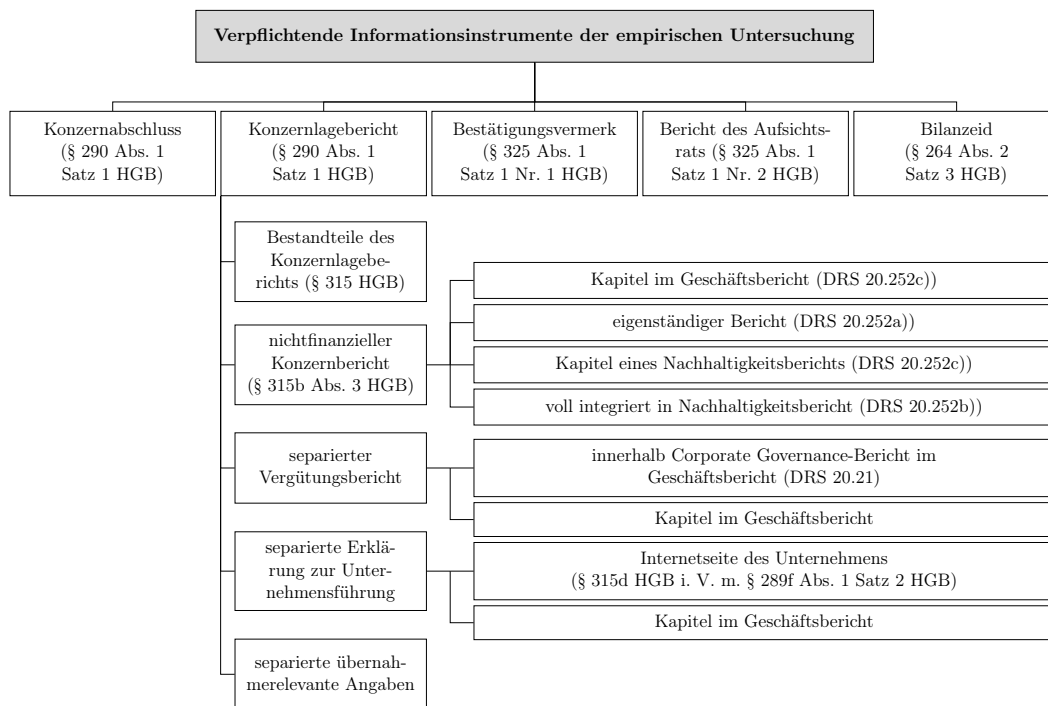 Verpflichtende Informationsinstrumente der empirischen Untersuchung
Konzernabschluss
(§ 290 Abs. 1
Satz 1 HGB)
Konzernlagebericht
(§ 290 Abs. 1
Satz 1 HGB)
Bestätigungsvermerk
(§ 325 Abs. 1
Satz 1 Nr. 1 HGB)
Bericht des Aufsichts-
rats (§ 325 Abs. 1
Satz 1 Nr. 2 HGB)
Bilanzeid
(§ 264 Abs. 2
Satz 3 HGB)
Bestandteile des
Konzernlagebe-
richts (§ 315 HGB)
nichtfinanzieller
Konzernbericht
(§ 315b Abs. 3 HGB)
Kapitel im Geschäftsbericht (DRS 20.252c))
eigenständiger Bericht (DRS 20.252a))
Kapitel eines Nachhaltigkeitsberichts (DRS 20.252c))
voll integriert in Nachhaltigkeitsbericht (DRS 20.252b))
separierter
Vergütungsbericht
innerhalb Corporate Governance-Bericht im
Geschäftsbericht (DRS 20.21)
Kapitel im Geschäftsbericht
separierte Erklä-
rung zur Unter-
nehmensführung
Internetseite des Unternehmens
(§ 315d HGB i. V. m. § 289f Abs. 1 Satz 2 HGB)
Kapitel im Geschäftsbericht
separierte übernah-
merelevante Angaben